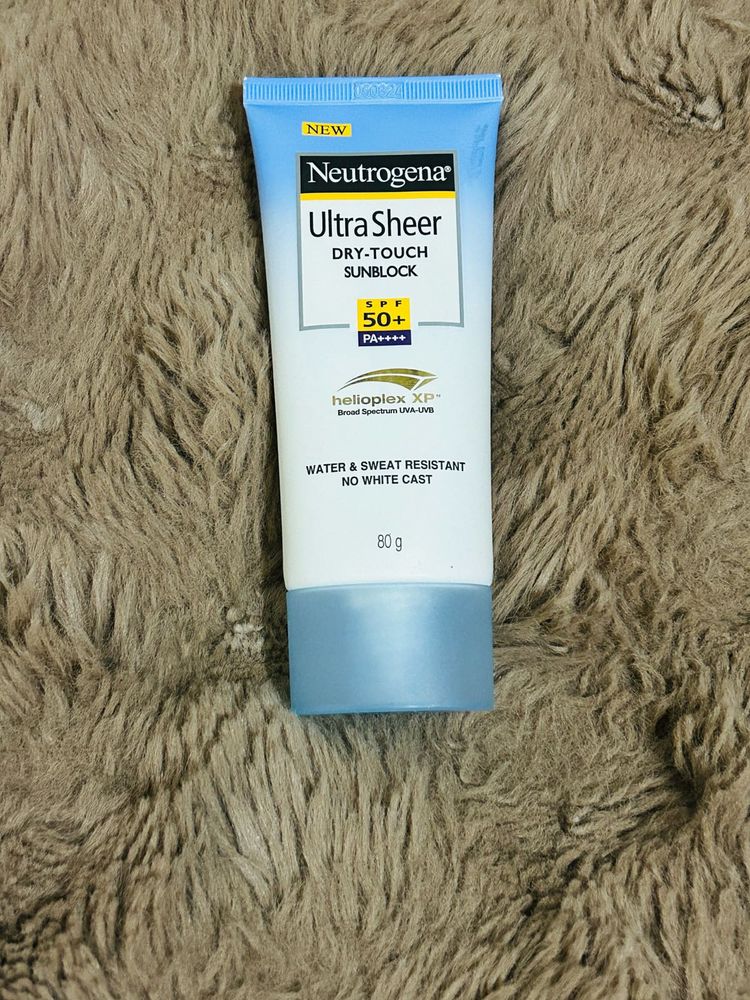 NEW
Neutrogena®
Ultra Sheer
DRY-TOUCH
SUNBLOCK
SPF
50+
PA++++
helioplex XP™
Broad Spectrum UVA-UVB
WATER & SWEAT RESISTANT
NO WHITE CAST
80 g